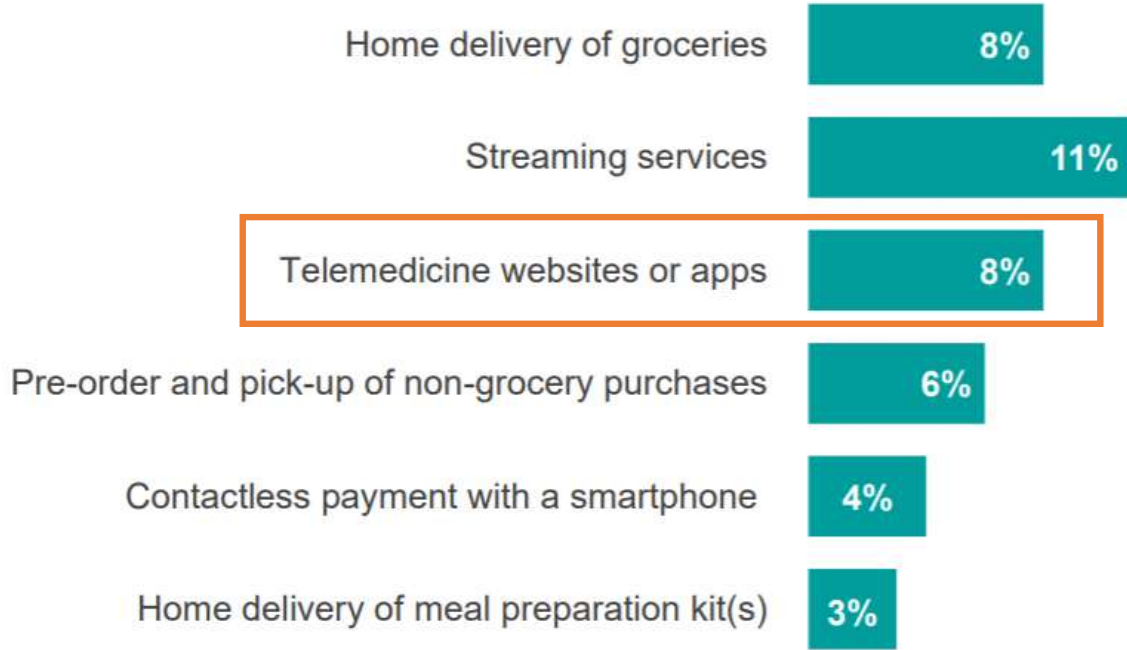 Home delivery of groceries 8%
Streaming services 11%
Telemedicine websites or apps 8%
Pre-order and pick-up of non-grocery purchases 6%
Contactless payment with a smartphone 4%
Home delivery of meal preparation kit(s) 3%